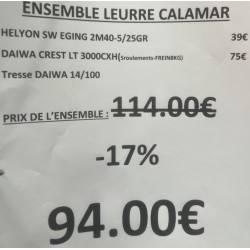 ENSEMBLE LEURRE CALAMAR
HELYON SW EGING 2M40-5/25GR 39€
DAIWA CREST LT 3000CXH(5roulements-FREINBKG) 75€
Tresse DAIWA 14/100
PRIX DE L'ENSEMBLE : 114.00€
-17%
94.00€